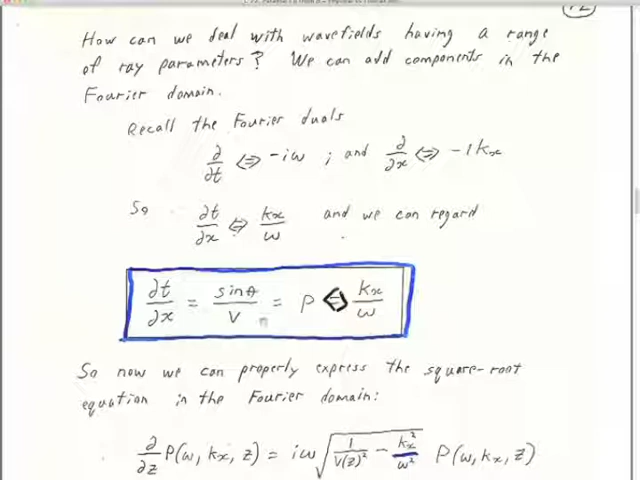 How can we deal with wavefields having a range
of ray parameters? We can add components in the
Fourier domain.
Recall the Fourier duals
∂/∂t ⇔ -iω ; and ∂/∂x ⇔ -ikx
So ∂t/∂x ⇔ kx/ω and we can regard
∂t/∂x = sinθ/V = P ⇔ kx/ω
So now we can properly express the square-root
equation in the Fourier domain:
∂/∂z P(ω, kx, z) = iω √(1/V(z)² - kx²/ω²) P(ω, kx, z)